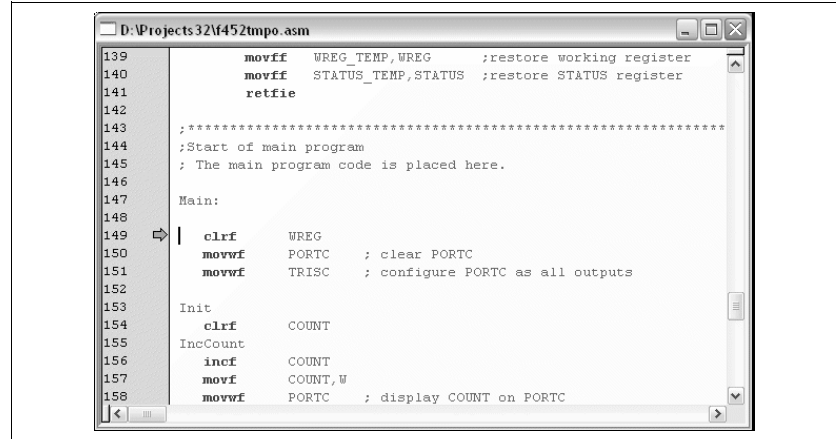 D:\Projects32\f452tmpo.asm
139 movff WREG_TEMP,WREG ;restore working register
140 movff STATUS_TEMP,STATUS ;restore STATUS register
141 retfie
142
143 ;****************************************************************
144 ;Start of main program
145 ; The main program code is placed here.
146
147 Main:
148
149 clrf WREG
150 movwf PORTC ; clear PORTC
151 movwf TRISC ; configure PORTC as all outputs
152
153 Init
154 clrf COUNT
155 IncCount
156 incf COUNT
157 movf COUNT,W
158 movwf PORTC ; display COUNT on PORTC